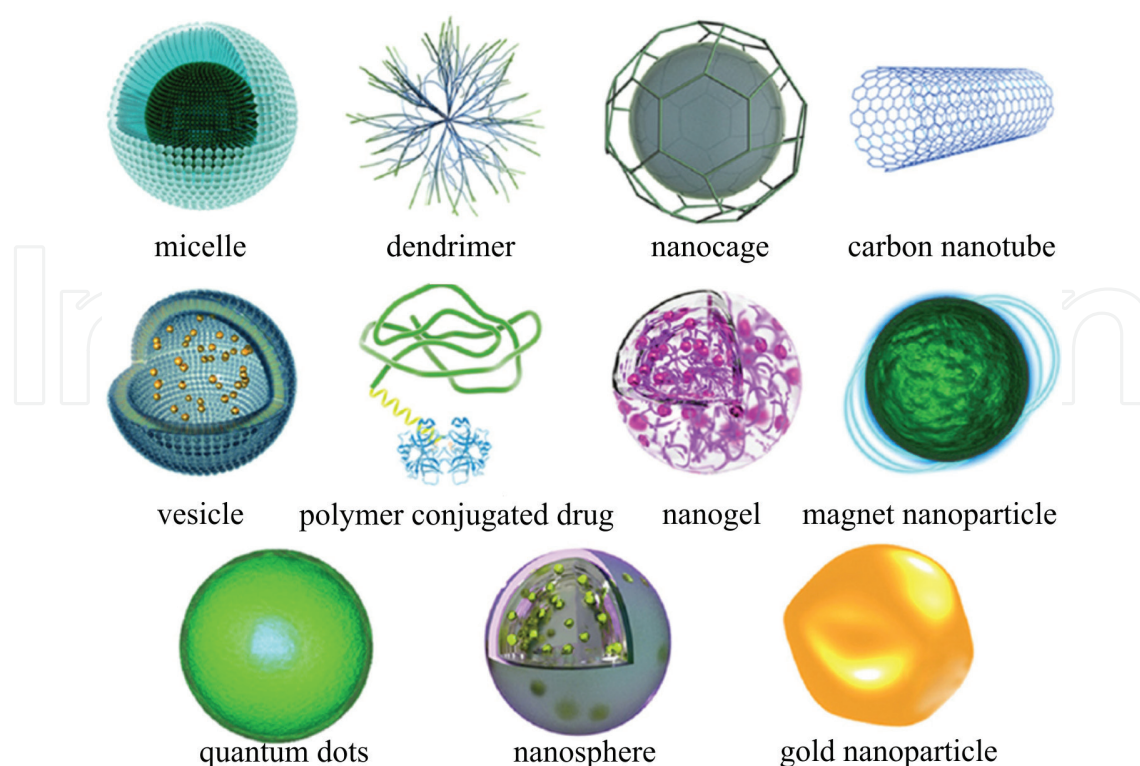 micelle
dendrimer
nanocage
carbon nanotube
vesicle
polymer conjugated drug
nanogel
magnet nanoparticle
quantum dots
nanosphere
gold nanoparticle